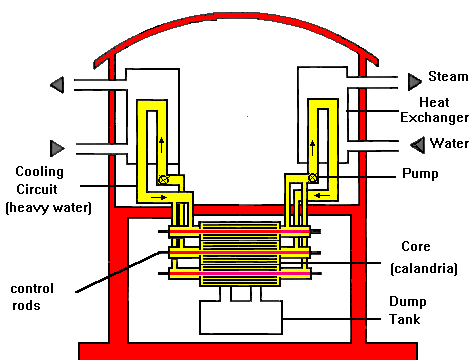 Steam
Heat
Exchanger
Water
Pump
Cooling
Circuit
(heavy water)
Core
(calandria)
control
rods
Dump
Tank